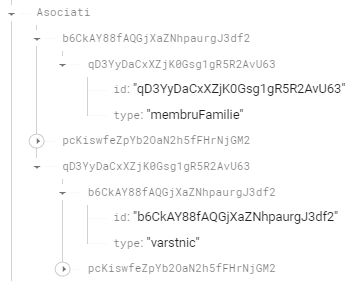 Asociati
b6CkAY88fAQGjXaZNhpaurgJ3df2
qD3YyDaCxXZjK0Gsg1gR5R2AvU63
id: "qD3YyDaCxXZjK0Gsg1gR5R2AvU63"
type: "membruFamilie"
pcKiswfeZpYb2OaN2h5fFHrNjGM2
qD3YyDaCxXZjK0Gsg1gR5R2AvU63
b6CkAY88fAQGjXaZNhpaurgJ3df2
id: "b6CkAY88fAQGjXaZNhpaurgJ3df2"
type: "varstnic"
pcKiswfeZpYb2OaN2h5fFHrNjGM2